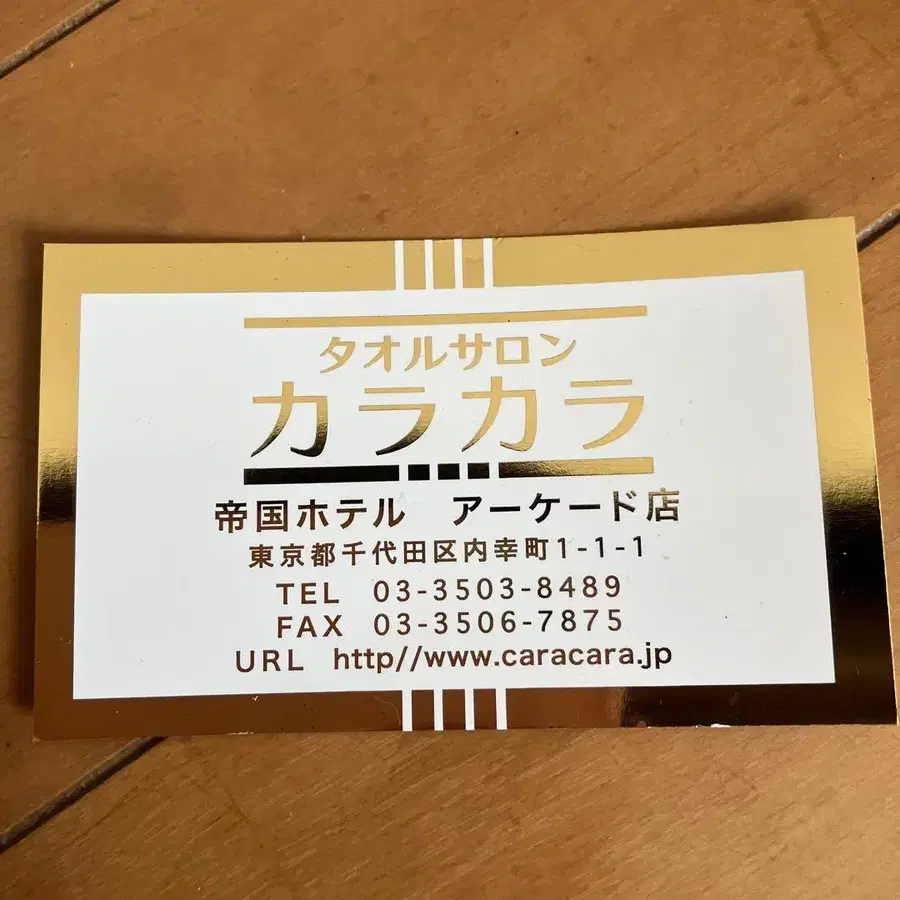 タオルサロン
カラカラ
帝国ホテル　アーケード店
東京都千代田区内幸町1-1-1
TEL 03-3503-8489
FAX 03-3506-7875
URL http//www.caracara.jp